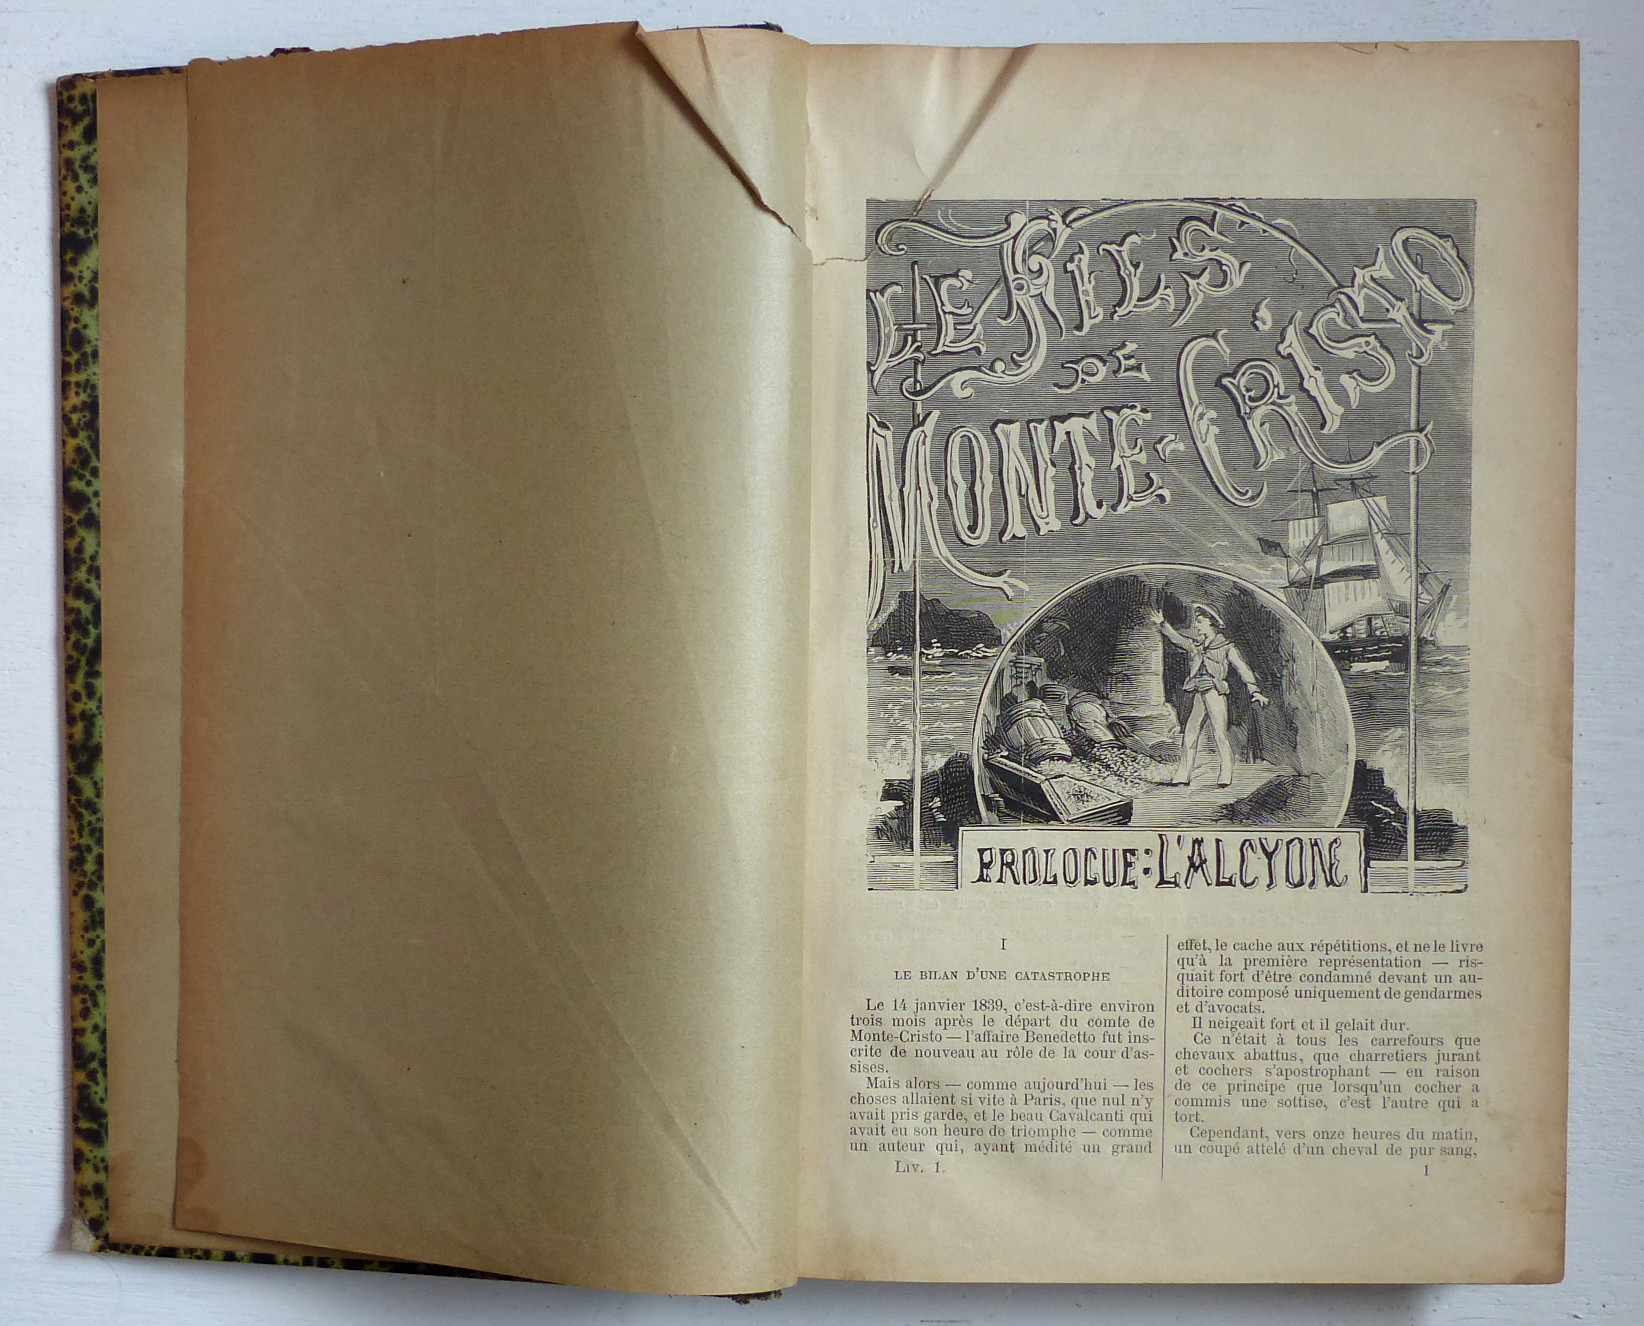 LE FILS
DE
MONTE-CRISTO
PROLOGUE: L'ALCYONE
I
LE BILAN D'UNE CATASTROPHE
Le 14 janvier 1839, c'est-à-dire environ
trois mois après le départ du comte de
Monte-Cristo — l'affaire Benedetto fut ins-
crite de nouveau au rôle de la cour d'as-
sises.
Mais alors — comme aujourd'hui — les
choses allaient si vite à Paris, que nul n'y
avait pris garde, et le beau Cavalcanti qui
avait eu son heure de triomphe — comme
un auteur qui, ayant médité un grand
Liv. 1.
effet, le cache aux répétitions, et ne le livre
qu'à la première représentation — ris-
quait fort d'être condamné devant un au-
ditoire composé uniquement de gendarmes
et d'avocats.
Il neigeait fort et il gelait dur.
Ce n'était à tous les carrefours que
chevaux abattus, que charretiers jurant
et cochers s'apostrophant — en raison
de ce principe que lorsqu'un cocher a
commis une sottise, c'est l'autre qui a
tort.
Cependant, vers onze heures du matin,
un coupé attelé d'un cheval de pur sang,
1